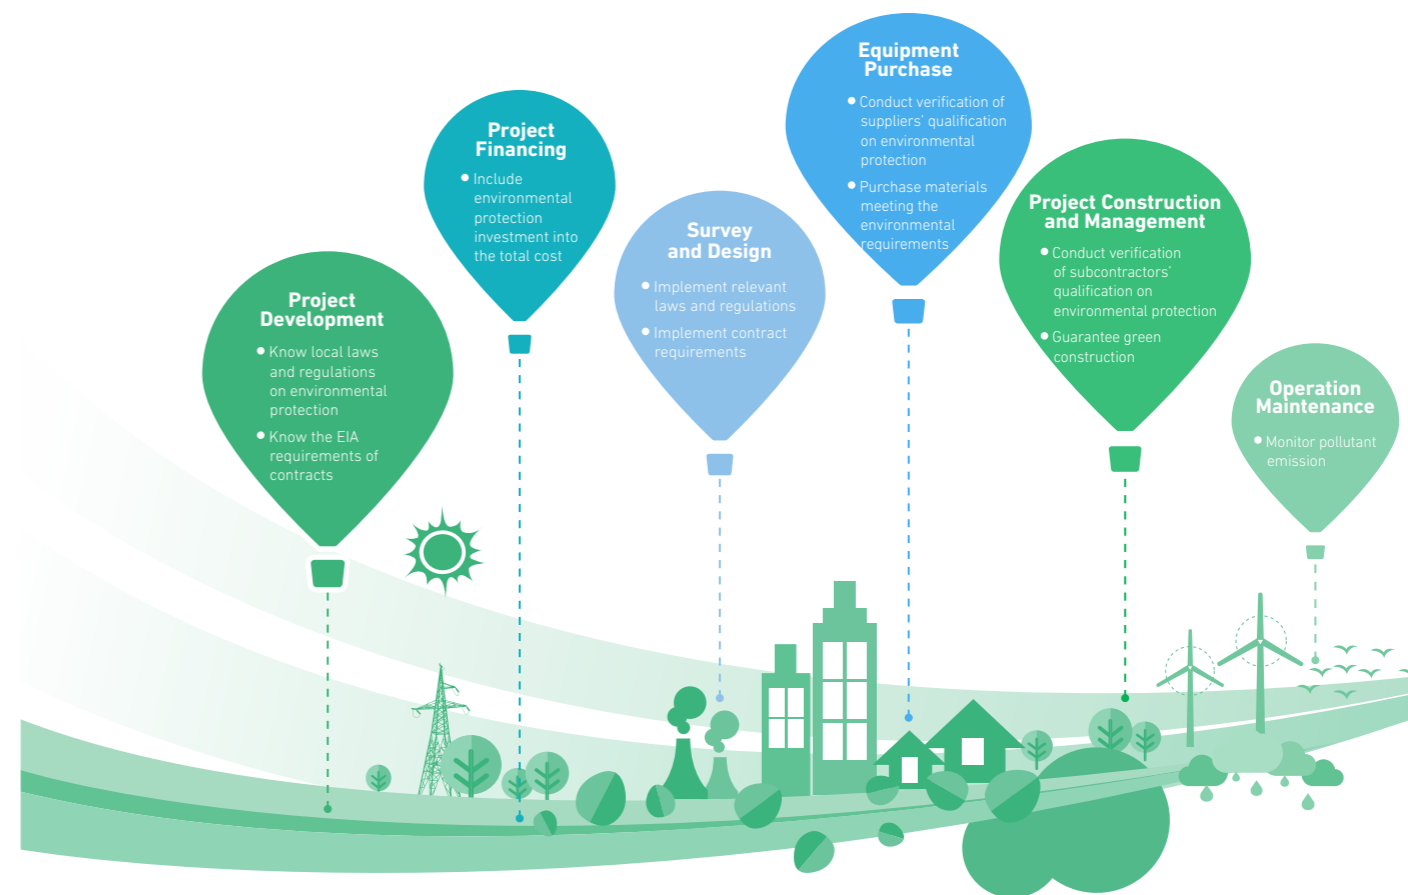 Project
Development
● Know local laws
and regulations
on environmental
protection
● Know the EIA
requirements of
contracts
Project
Financing
● Include
environmental
protection
investment into
the total cost
Survey
and Design
● Implement relevant
laws and regulations
● Implement contract
requirements
Equipment
Purchase
● Conduct verification of
suppliers' qualification
on environmental
protection
● Purchase materials
meeting the
environmental
requirements
Project Construction
and Management
● Conduct verification
of subcontractors'
qualification on
environmental protection
● Guarantee green
construction
Operation
Maintenance
● Monitor pollutant
emission